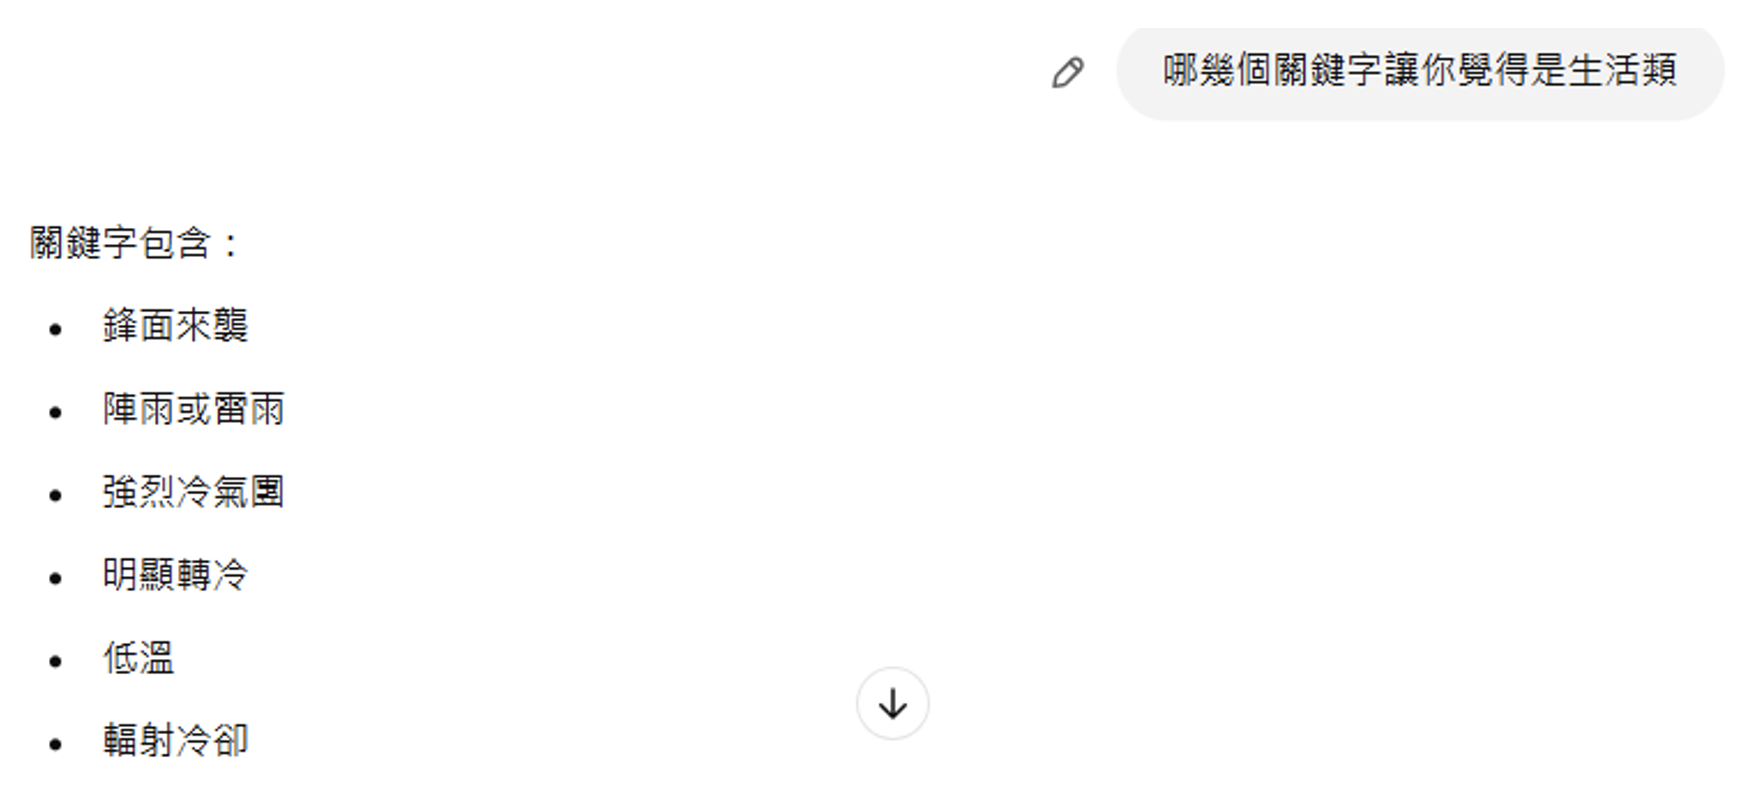 哪幾個關鍵字讓你覺得是生活類
關鍵字包含：
• 鋒面來襲
• 陣雨或雷雨
• 強烈冷氣團
• 明顯轉冷
• 低溫
• 輻射冷卻